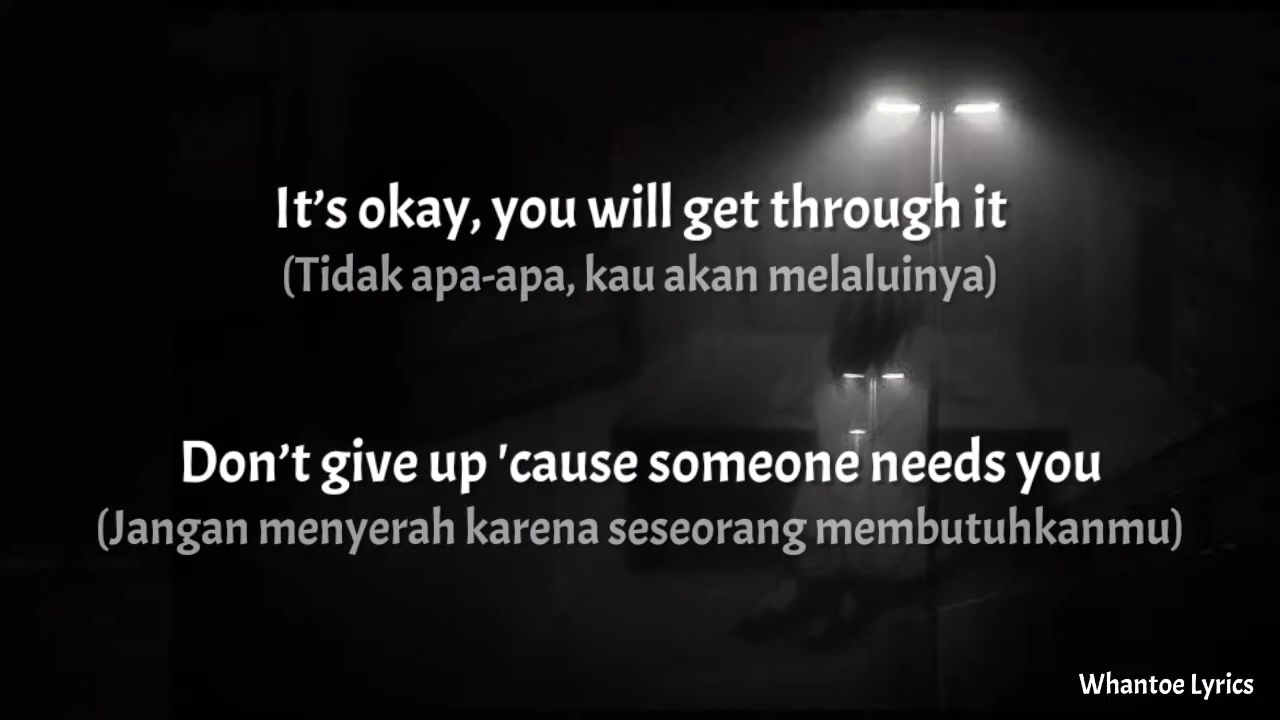 It’s okay, you will get through it
(Tidak apa-apa, kau akan melaluinya)
Don’t give up 'cause someone needs you
(Jangan menyerah karena seseorang membutuhkanmu)
Whantoe Lyrics